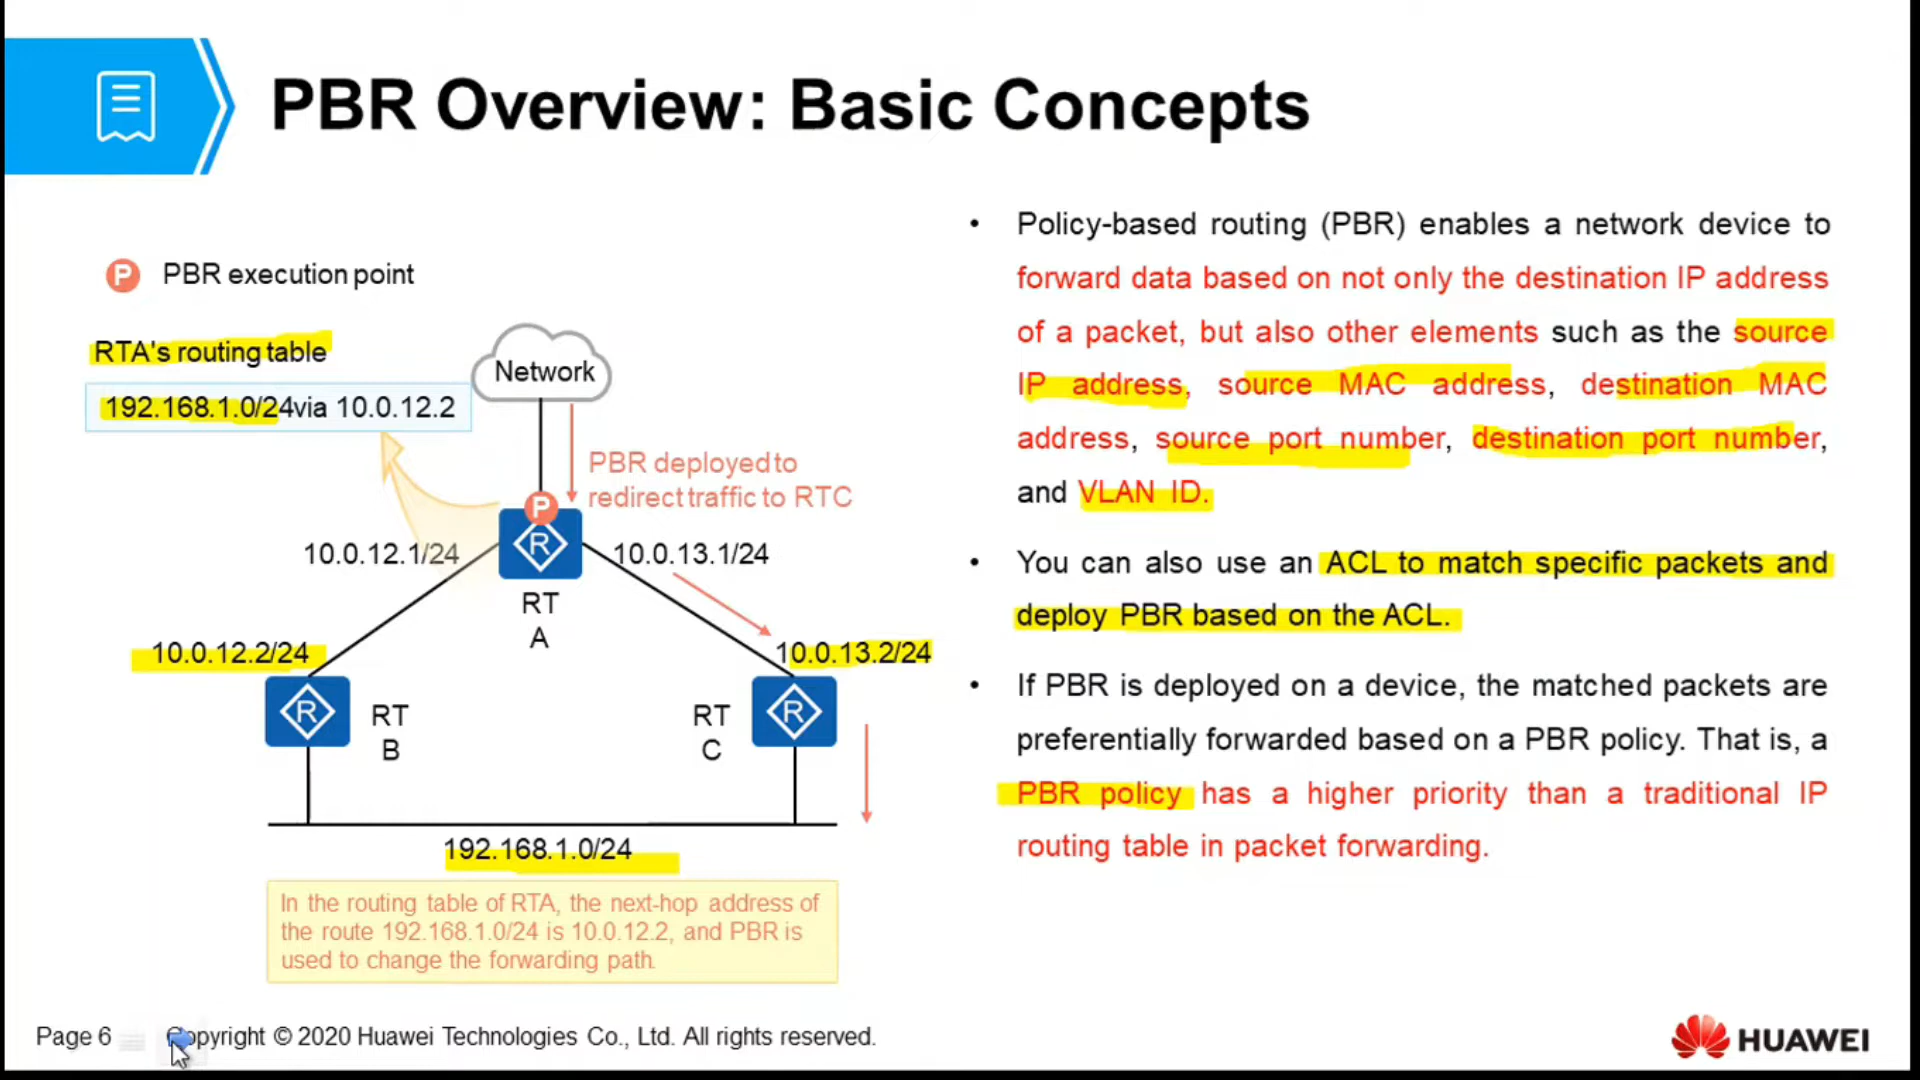 PBR Overview: Basic Concepts
P PBR execution point
RTA's routing table
192.168.1.0/24via 10.0.12.2
Network
PBR deployed to
redirect traffic to RTC
P
R
10.0.12.1/24
10.0.13.1/24
RT
A
10.0.12.2/24
10.0.13.2/24
R
RT
B
RT
C
R
192.168.1.0/24
In the routing table of RTA, the next-hop address of
the route 192.168.1.0/24 is 10.0.12.2, and PBR is
used to change the forwarding path.
• Policy-based routing (PBR) enables a network device to
forward data based on not only the destination IP address
of a packet, but also other elements such as the source
IP address, source MAC address, destination MAC
address, source port number, destination port number,
and VLAN ID.
• You can also use an ACL to match specific packets and
deploy PBR based on the ACL.
• If PBR is deployed on a device, the matched packets are
preferentially forwarded based on a PBR policy. That is, a
PBR policy has a higher priority than a traditional IP
routing table in packet forwarding.
Page 6
Copyright © 2020 Huawei Technologies Co., Ltd. All rights reserved.
HUAWEI